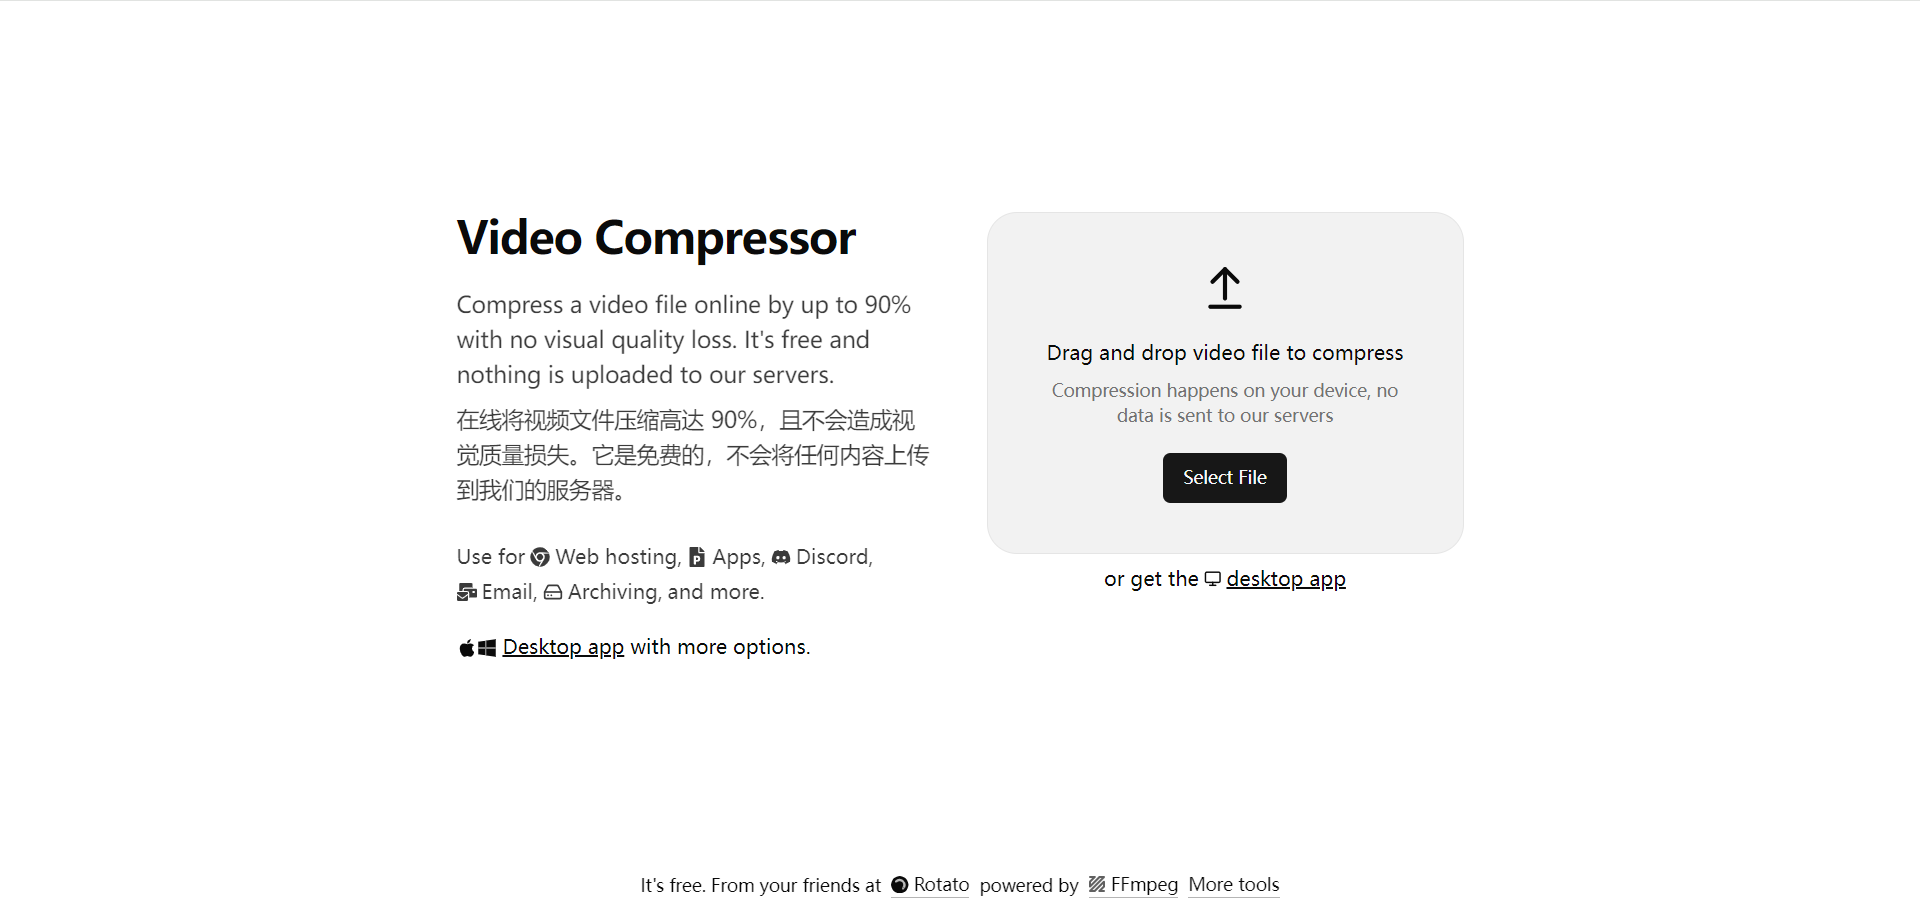 Video Compressor
Compress a video file online by up to 90%
with no visual quality loss. It's free and
nothing is uploaded to our servers.
在线将视频文件压缩高达 90%，且不会造成视
觉质量损失。它是免费的，不会将任何内容上传
到我们的服务器。
Use for Web hosting, Apps, Discord,
Email, Archiving, and more.
Desktop app with more options.
Drag and drop video file to compress
Compression happens on your device, no
data is sent to our servers
Select File
or get the desktop app
It's free. From your friends at Rotato powered by FFmpeg More tools